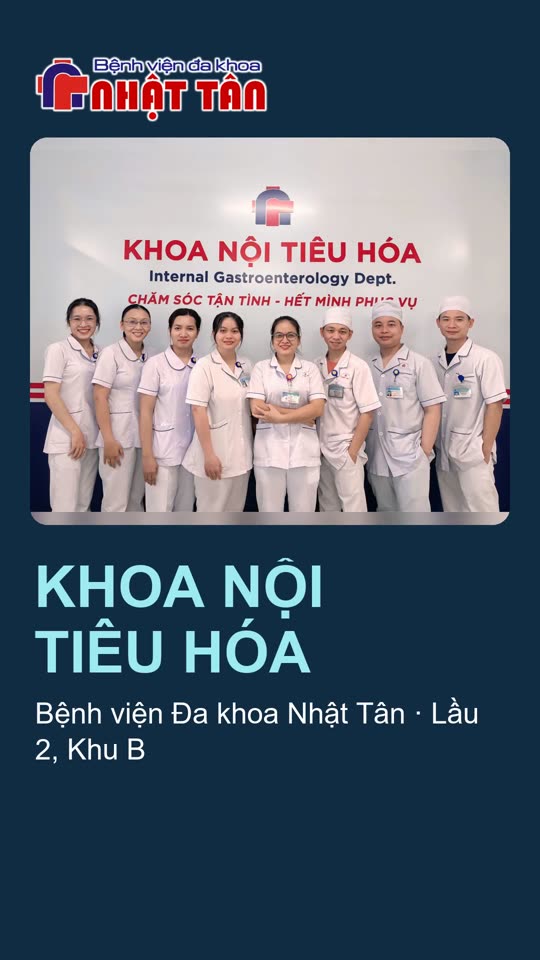 Bệnh viện đa khoa
NHẬT TÂN
KHOA NỘI TIÊU HÓA
Internal Gastroenterology Dept.
CHĂM SÓC TẬN TÌNH - HẾT MÌNH PHỤC VỤ
KHOA NỘI
TIÊU HÓA
Bệnh viện Đa khoa Nhật Tân · Lầu
2, Khu B